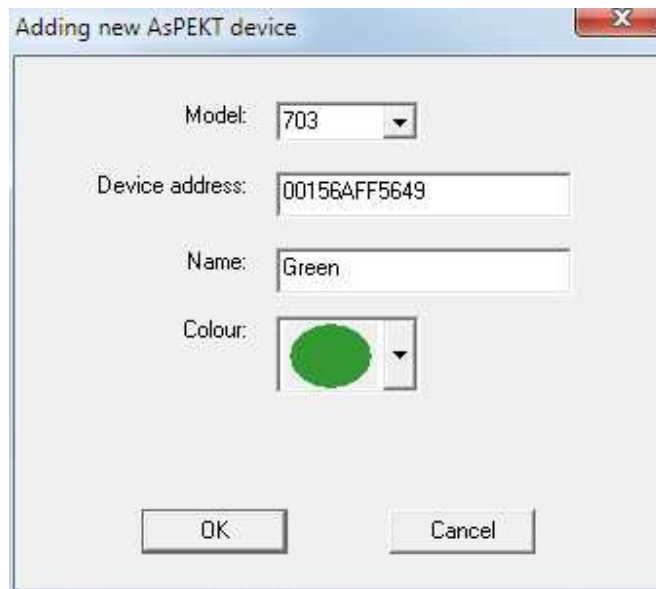 Adding new AsPEKT device
Model: 703
Device address: 00156AFF5649
Name: Green
Colour:
OK Cancel